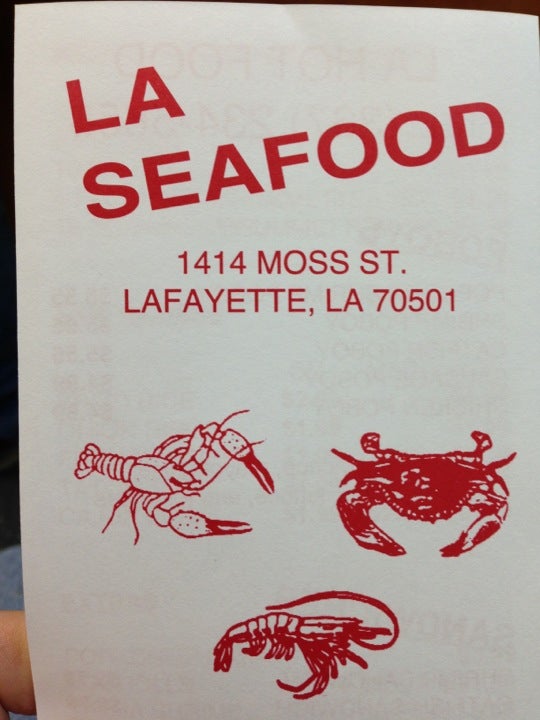 LA
SEAFOOD
1414 MOSS ST.
LAFAYETTE, LA 70501